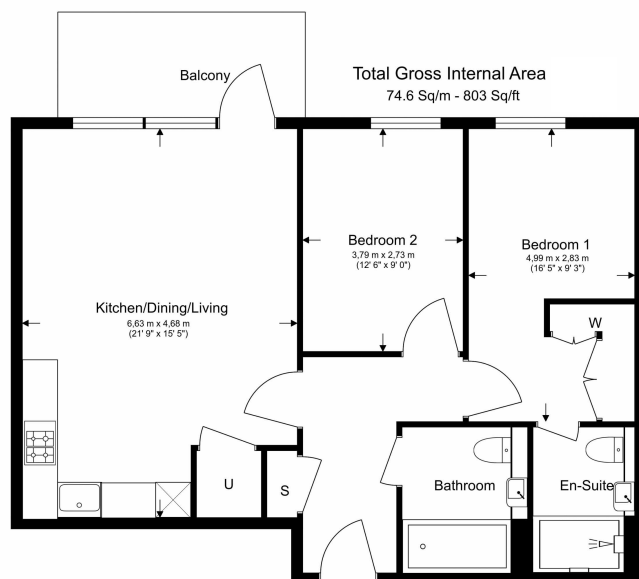 Balcony
Total Gross Internal Area
74.6 Sq/m - 803 Sq/ft
Bedroom 2
3,79 m x 2,73 m
(12' 6" x 9' 0")
Bedroom 1
4,99 m x 2,83 m
(16' 5" x 9' 3")
Kitchen/Dining/Living
6,63 m x 4,68 m
(21' 9" x 15' 5")
W
U
S
Bathroom
En-Suite